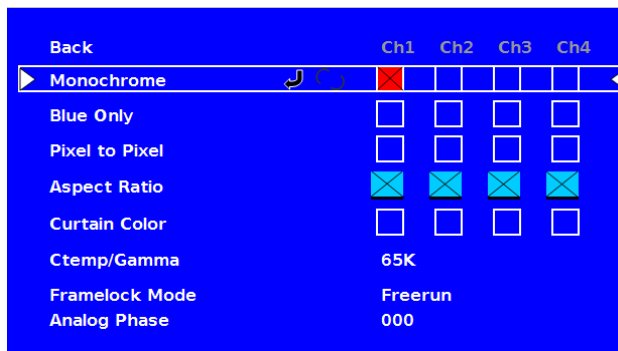 Back Ch1 Ch2 Ch3 Ch4
Monochrome
Blue Only
Pixel to Pixel
Aspect Ratio
Curtain Color
Ctemp/Gamma 65K
Framelock Mode Freerun
Analog Phase 000